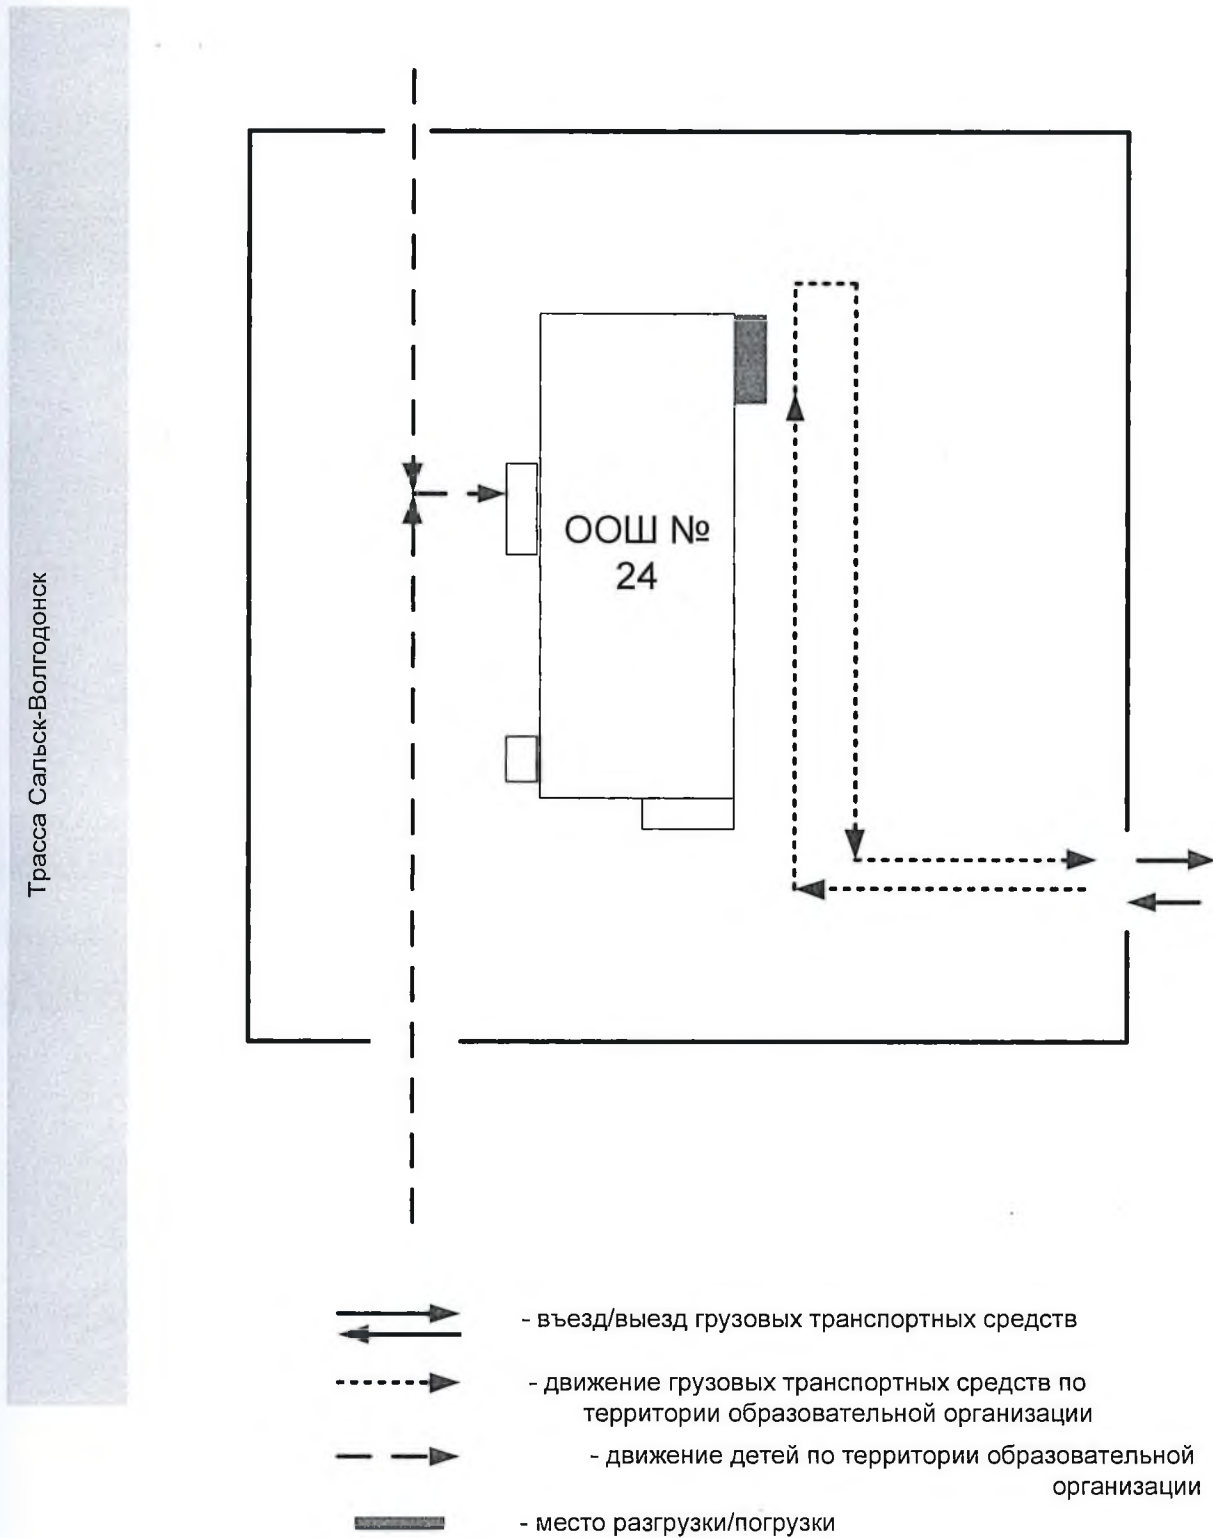 Трасса Сальск-Волгодонск
ООШ №
24
- въезд/выезд грузовых транспортных средств
- движение грузовых транспортных средств по
территории образовательной организации
- движение детей по территории образовательной
организации
- место разгрузки/погрузки